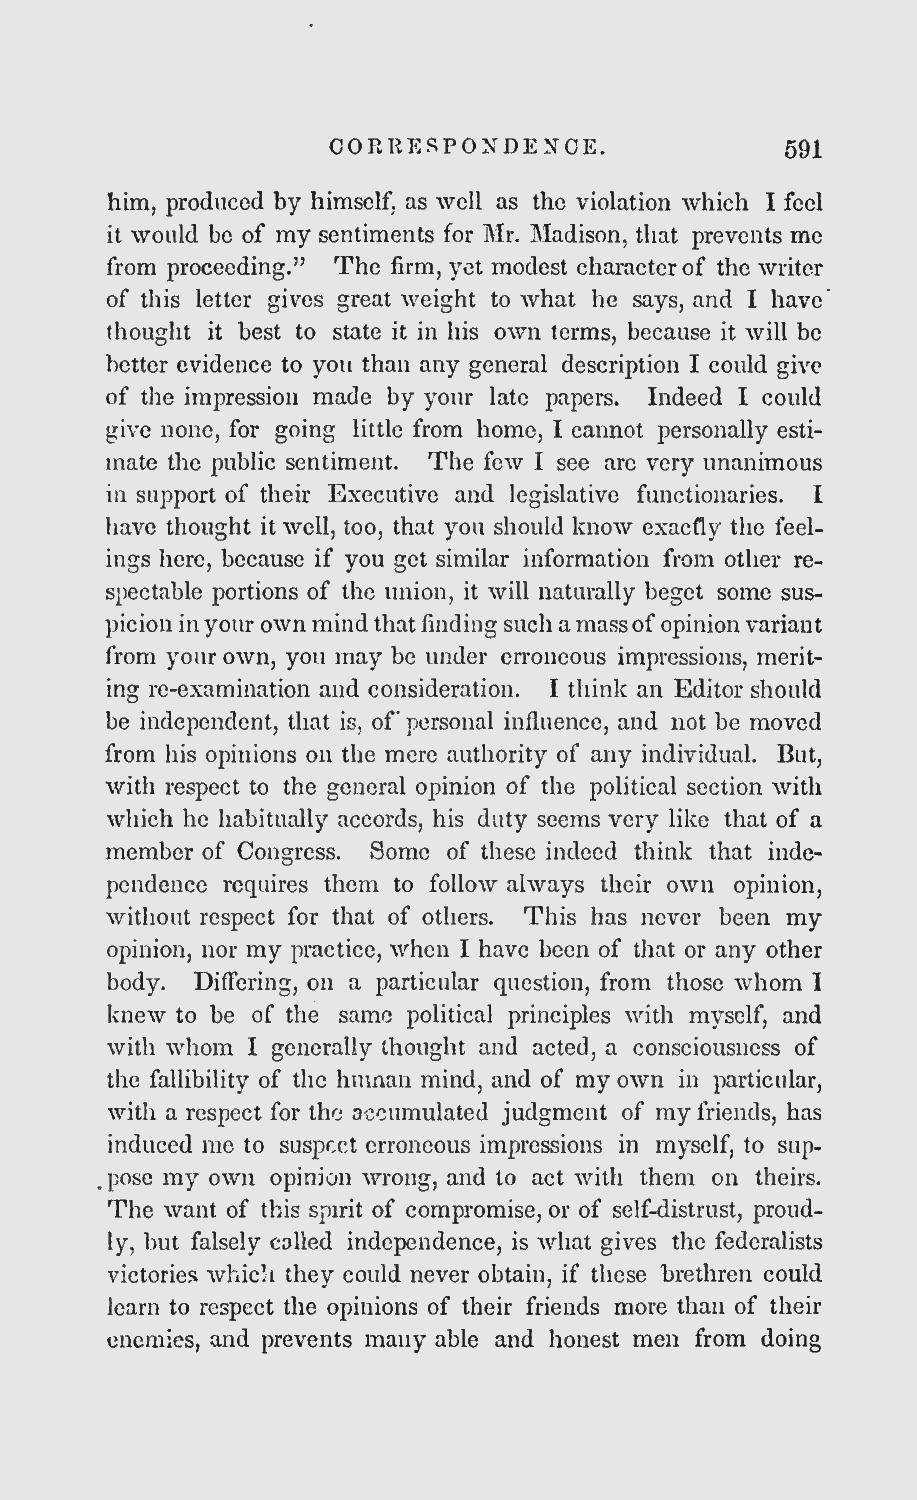 CORRESPONDENCE. 591
him, produced by himself, as well as the violation which I feel
it would be of my sentiments for Mr. Madison, that prevents me
from proceeding.” The firm, yet modest character of the writer
of this letter gives great weight to what he says, and I have
thought it best to state it in his own terms, because it will be
better evidence to you than any general description I could give
of the impression made by your late papers. Indeed I could
give none, for going little from home, I cannot personally esti-
mate the public sentiment. The few I see are very unanimous
in support of their Executive and legislative functionaries. I
have thought it well, too, that you should know exactly the feel-
ings here, because if you get similar information from other re-
spectable portions of the union, it will naturally beget some sus-
picion in your own mind that finding such a mass of opinion variant
from your own, you may be under erroneous impressions, merit-
ing re-examination and consideration. I think an Editor should
be independent, that is, of personal influence, and not be moved
from his opinions on the mere authority of any individual. But,
with respect to the general opinion of the political section with
which he habitually accords, his duty seems very like that of a
member of Congress. Some of these indeed think that inde-
pendence requires them to follow always their own opinion,
without respect for that of others. This has never been my
opinion, nor my practice, when I have been of that or any other
body. Differing, on a particular question, from those whom I
knew to be of the same political principles with myself, and
with whom I generally thought and acted, a consciousness of
the fallibility of the human mind, and of my own in particular,
with a respect for the accumulated judgment of my friends, has
induced me to suspect erroneous impressions in myself, to sup-
pose my own opinion wrong, and to act with them on theirs.
The want of this spirit of compromise, or of self-distrust, proud-
ly, but falsely called independence, is what gives the federalists
victories which they could never obtain, if these brethren could
learn to respect the opinions of their friends more than of their
enemies, and prevents many able and honest men from doing